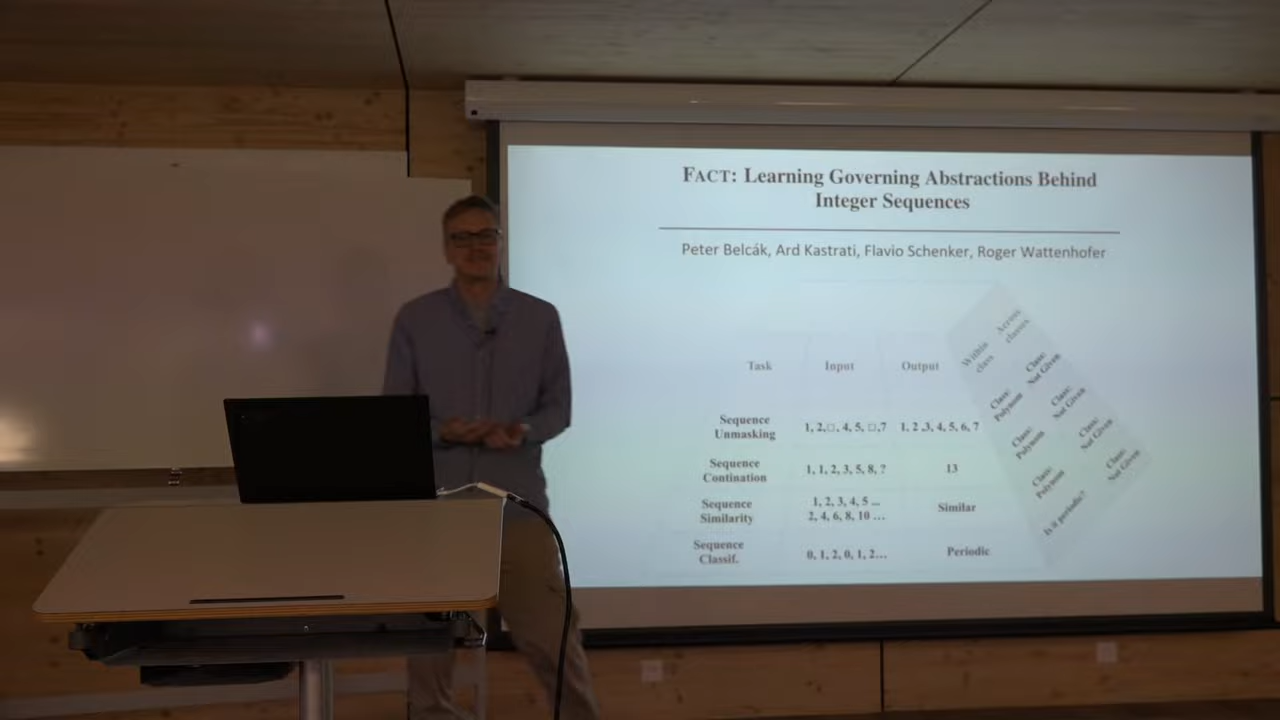 FACT: Learning Governing Abstractions Behind
Integer Sequences
Peter Belcák, Ard Kastrati, Flavio Schenker, Roger Wattenhofer
Within class
Across classes
Task
Input
Output
Sequence
Unmasking
1, 2,□, 4, 5, □,7
1, 2 ,3, 4, 5, 6, 7
Class: Polynom
Class: Not Given
Sequence
Contination
1, 1, 2, 3, 5, 8, ?
13
Class: Polynom
Class: Not Given
Sequence
Similarity
1, 2, 3, 4, 5 ...
2, 4, 6, 8, 10 …
Similar
Class: Polynom
Class: Not Given
Sequence
Classif.
0, 1, 2, 0, 1, 2…
Periodic
Is it periodic?
Class: Not Given